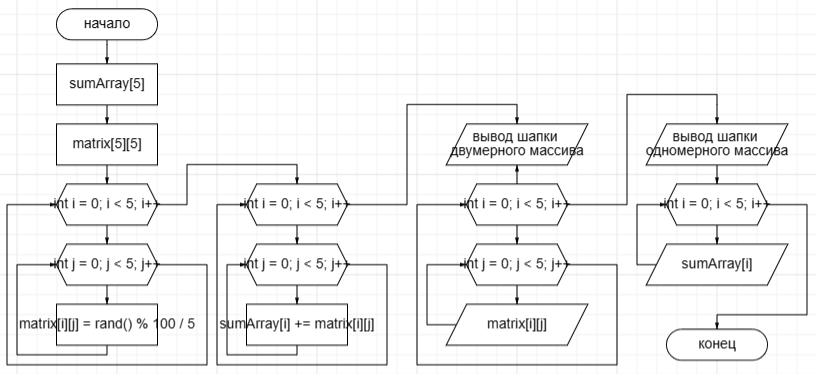 начало
sumArray[5]
matrix[5][5]
int i = 0; i < 5; i++
int j = 0; j < 5; j++
matrix[i][j] = rand() % 100 / 5
int i = 0; i < 5; i++
int j = 0; j < 5; j++
sumArray[i] += matrix[i][j]
вывод шапки
двумерного массива
int i = 0; i < 5; i++
int j = 0; j < 5; j++
matrix[i][j]
вывод шапки
одномерного массива
int i = 0; i < 5; i++
sumArray[i]
конец